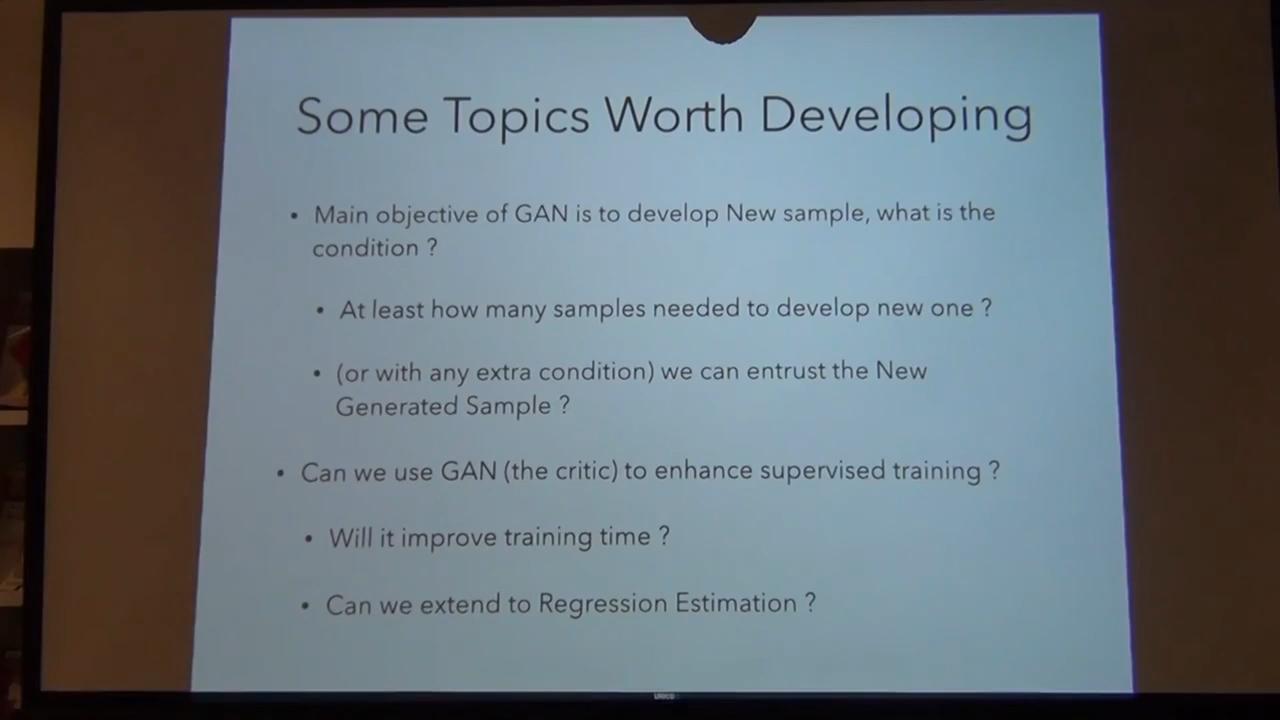 Some Topics Worth Developing
• Main objective of GAN is to develop New sample, what is the
condition ?
• At least how many samples needed to develop new one ?
• (or with any extra condition) we can entrust the New
Generated Sample ?
• Can we use GAN (the critic) to enhance supervised training ?
• Will it improve training time ?
• Can we extend to Regression Estimation ?